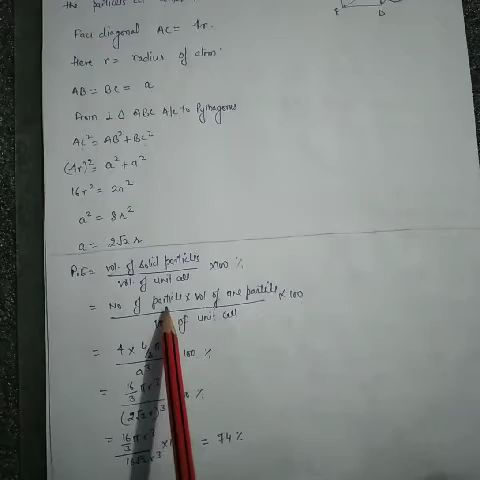 the particles
E D
Face diagonal AC = 4r.
Here r = radius of atom.
AB = BC = a
From ⊥ Δ ABC A/c to Pythagoras
AC² = AB² + BC²
(4r)² = a² + a²
16r² = 2a²
a² = 8r²
a = 2√2 r
P.E = vol. of solid particles / vol. of unit cell × 100 %
= No of particles × vol of one particle / of unit cell × 100
= 4 × / a³ 100 %
= 16/3 π × / (2√2 r)³ %
= 16/3 π × / 16√2 × 3 × = 74 %